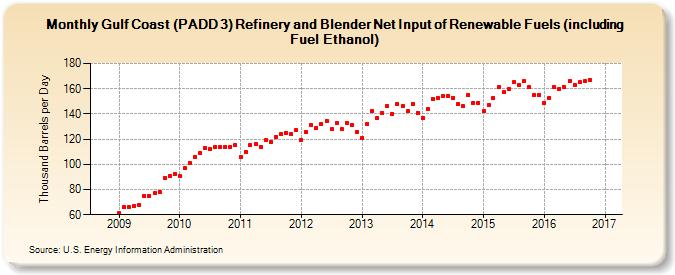 Monthly Gulf Coast (PADD 3) Refinery and Blender Net Input of Renewable Fuels (including
Fuel Ethanol)
Thousand Barrels per Day
180
160
140
120
100
80
60
2009 2010 2011 2012 2013 2014 2015 2016 2017
Source: U.S. Energy Information Administration